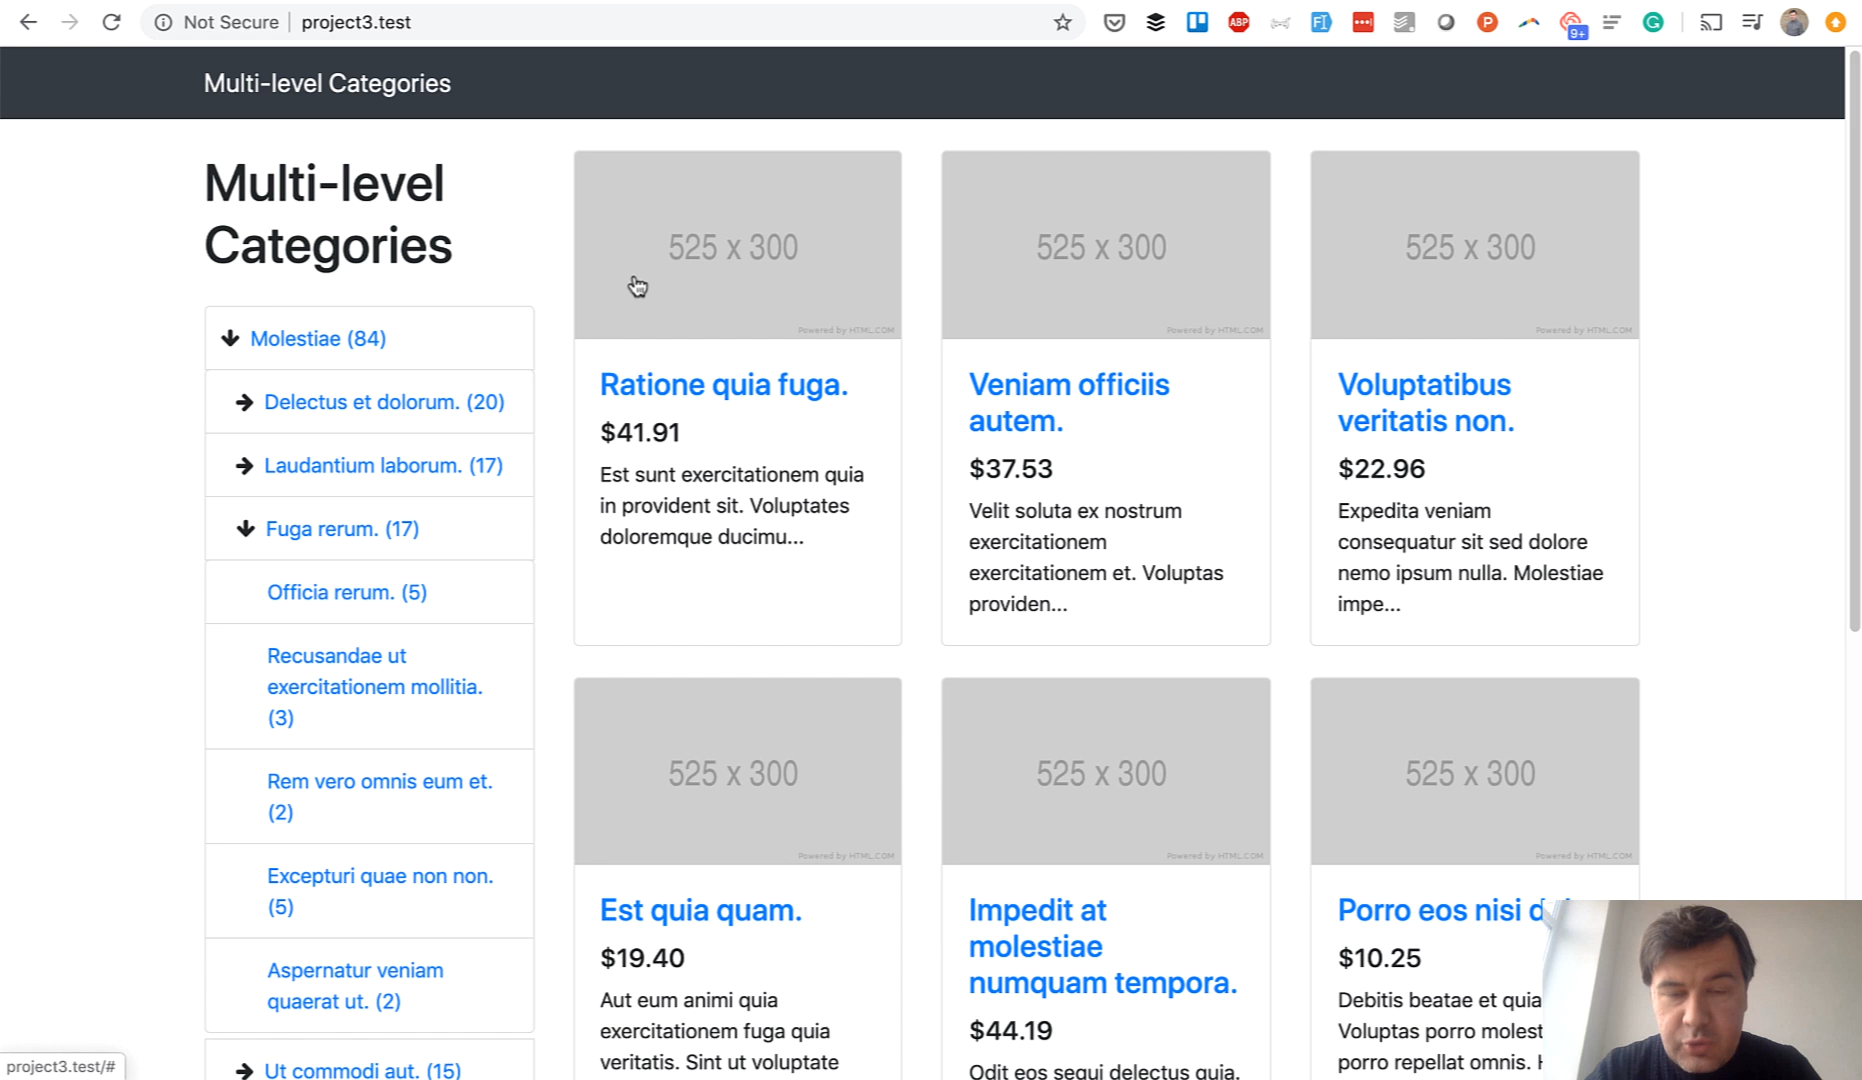 Not Secure
project3.test
ABP
FI
P
9+
G
Multi-level Categories
Multi-level
Categories
Molestiae (84)
Delectus et dolorum. (20)
Laudantium laborum. (17)
Fuga rerum. (17)
Officia rerum. (5)
Recusandae ut
exercitationem mollitia.
(3)
Rem vero omnis eum et.
(2)
Excepturi quae non non.
(5)
Aspernatur veniam
quaerat ut. (2)
Ut commodi aut. (15)
525 x 300
Powered by HTML.COM
Ratione quia fuga.
$41.91
Est sunt exercitationem quia
in provident sit. Voluptates
doloremque ducimu...
525 x 300
Powered by HTML.COM
Veniam officiis
autem.
$37.53
Velit soluta ex nostrum
exercitationem
exercitationem et. Voluptas
providen...
525 x 300
Powered by HTML.COM
Voluptatibus
veritatis non.
$22.96
Expedita veniam
consequatur sit sed dolore
nemo ipsum nulla. Molestiae
impe...
525 x 300
Powered by HTML.COM
Est quia quam.
$19.40
Aut eum animi quia
exercitationem fuga quia
veritatis. Sint ut voluptate
525 x 300
Powered by HTML.COM
Impedit at
molestiae
numquam tempora.
$44.19
Odit eos sequi delectus quia.
525 x 300
Powered by HTML.COM
Porro eos nisi
$10.25
Debitis beatae et quia
Voluptas porro molest
porro repellat omnis.
project3.test/#